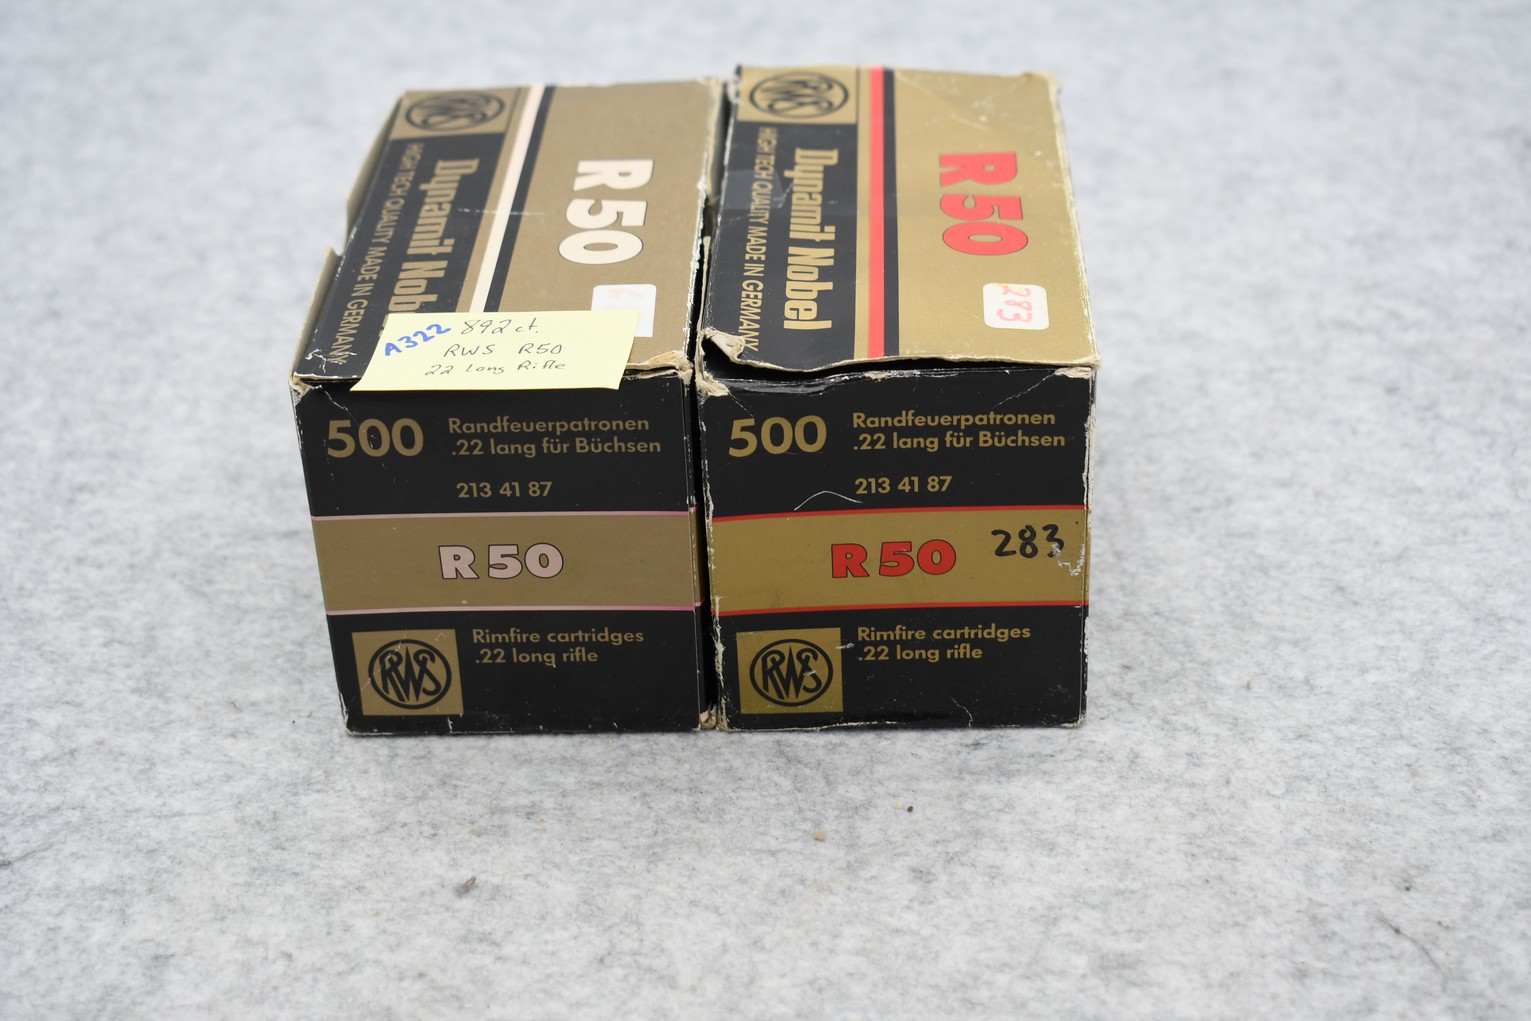 RWS
Dynamit Nobel
HIGH TECH QUALITY MADE IN GERMANY
R 50
A322 892 ct.
RWS R50
22 Long Rifle
500
Randfeuerpatronen
.22 lang für Büchsen
213 41 87
R 50
RWS
Rimfire cartridges
.22 long rifle
RWS
Dynamit Nobel
HIGH TECH QUALITY MADE IN GERMANY
R 50
283
500
Randfeuerpatronen
.22 lang für Büchsen
213 41 87
R 50 283
RWS
Rimfire cartridges
.22 long rifle